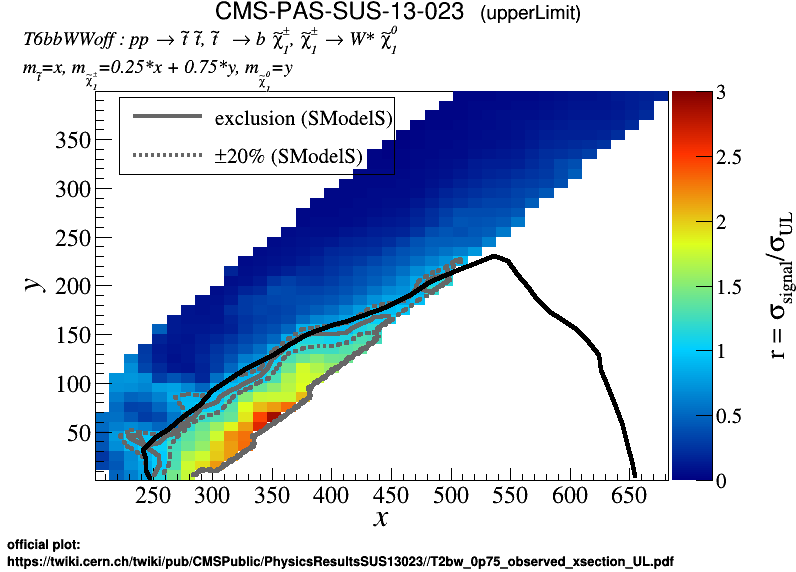 CMS-PAS-SUS-13-023 (upperLimit)
T6bbWWoff : pp → t̃ t̃, t̃ → b χ̃₁±, χ̃₁± → W* χ̃₁⁰
m_t̃=x, m_χ̃₁±=0.25*x + 0.75*y, m_χ̃₁⁰=y
exclusion (SModelS)
±20% (SModelS)
350
300
250
200
150
100
50
y
250 300 350 400 450 500 550 600 650
x
3
2.5
2
1.5
1
0.5
0
r = σ_signal/σ_UL
official plot:
https://twiki.cern.ch/twiki/pub/CMSPublic/PhysicsResultsSUS13023//T2bw_0p75_observed_xsection_UL.pdf